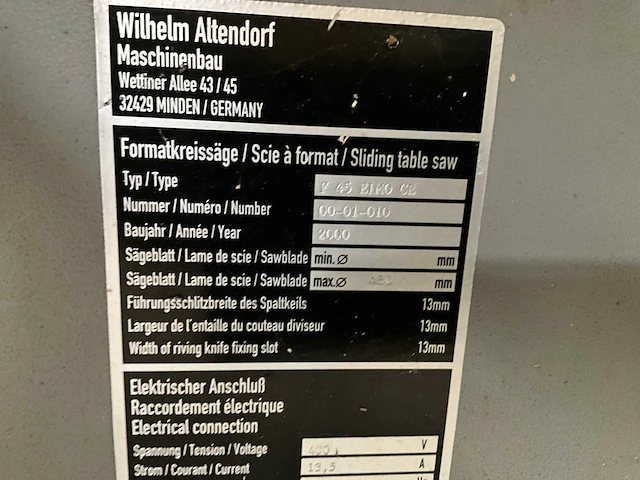 Wilhelm Altendorf
Maschinenbau
Wettiner Allee 43 / 45
32429 MINDEN / GERMANY
Formatkreissäge / Scie à format / Sliding table saw
Typ / Type F 45 ElMO CE
Nummer / Numéro / Number 00-01-010
Baujahr / Année / Year 2000
Sägeblatt / Lame de scie / Sawblade min. ⌀ mm
Sägeblatt / Lame de scie / Sawblade max. ⌀ mm
Führungsschlitzbreite des Spaltkeils 13mm
Largeur de l'entaille du couteau diviseur 13mm
Width of riving knife fixing slot 13mm
Elektrischer Anschluß
Raccordement électrique
Electrical connection
Spannung / Tension / Voltage 400 V
Strom / Courant / Current 13,5 A